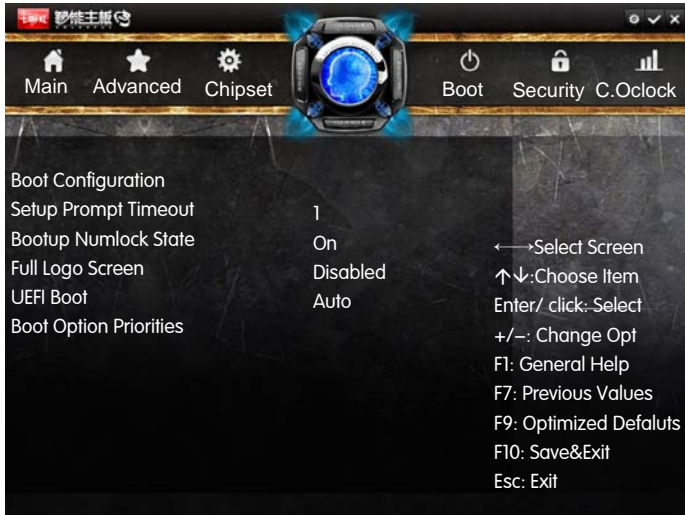 七彩虹 智能主板
Main Advanced Chipset Boot Security C.Oclock
Boot Configuration
Setup Prompt Timeout 1
Bootup Numlock State On
Full Logo Screen Disabled
UEFI Boot Auto
Boot Option Priorities
←→Select Screen
↑↓:Choose Item
Enter/ click: Select
+/–: Change Opt
F1: General Help
F7: Previous Values
F9: Optimized Defaluts
F10: Save&Exit
Esc: Exit